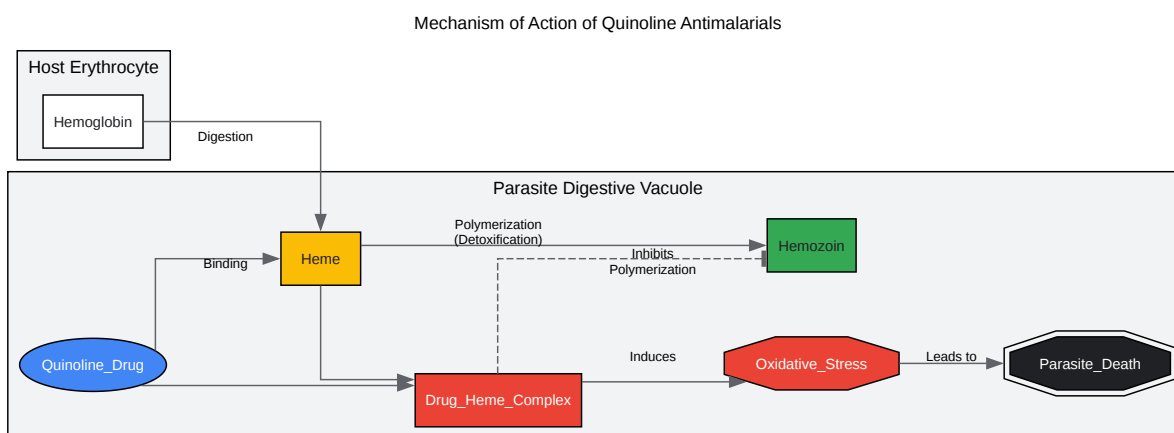 Mechanism of Action of Quinoline Antimalarials
Host Erythrocyte
Hemoglobin
Digestion
Parasite Digestive Vacuole
Polymerization
(Detoxification)
Hemozoin
Inhibits
Polymerization
Binding
Heme
Quinoline_Drug
Induces
Oxidative_Stress
Leads to
Parasite_Death
Drug_Heme_Complex